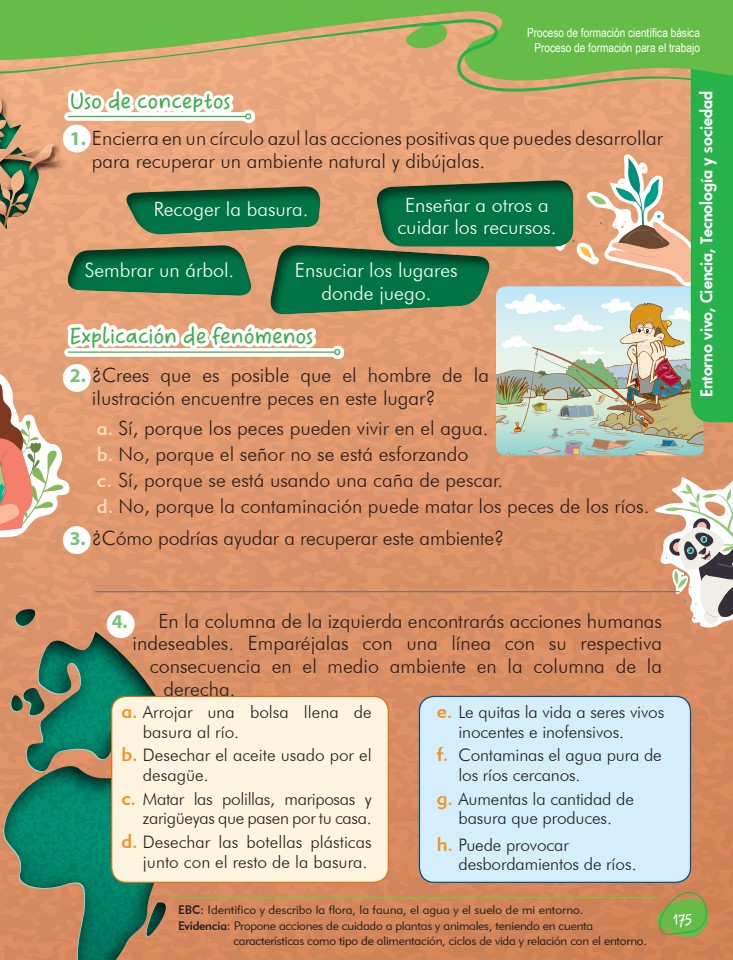 Proceso de formación científica básica
Proceso de formación para el trabajo
Entorno vivo, Ciencia, Tecnología y sociedad
Uso de conceptos
1. Encierra en un círculo azul las acciones positivas que puedes desarrollar
para recuperar un ambiente natural y dibújalas.
Recoger la basura.
Enseñar a otros a
cuidar los recursos.
Sembrar un árbol.
Ensuciar los lugares
donde juego.
Explicación de fenómenos
2. ¿Crees que es posible que el hombre de la
ilustración encuentre peces en este lugar?
a. Sí, porque los peces pueden vivir en el agua.
b. No, porque el señor no se está esforzando
c. Sí, porque se está usando una caña de pescar.
d. No, porque la contaminación puede matar los peces de los ríos.
3. ¿Cómo podrías ayudar a recuperar este ambiente?
4. En la columna de la izquierda encontrarás acciones humanas
indeseables. Emparéjalas con una línea con su respectiva
consecuencia en el medio ambiente en la columna de la
derecha.
a. Arrojar una bolsa llena de
basura al río.
b. Desechar el aceite usado por el
desagüe.
c. Matar las polillas, mariposas y
zarigüeyas que pasen por tu casa.
d. Desechar las botellas plásticas
junto con el resto de la basura.
e. Le quitas la vida a seres vivos
inocentes e inofensivos.
f. Contaminas el agua pura de
los ríos cercanos.
g. Aumentas la cantidad de
basura que produces.
h. Puede provocar
desbordamientos de ríos.
EBC: Identifico y describo la flora, la fauna, el agua y el suelo de mi entorno.
Evidencia: Propone acciones de cuidado a plantas y animales, teniendo en cuenta
características como tipo de alimentación, ciclos de vida y relación con el entorno.
175